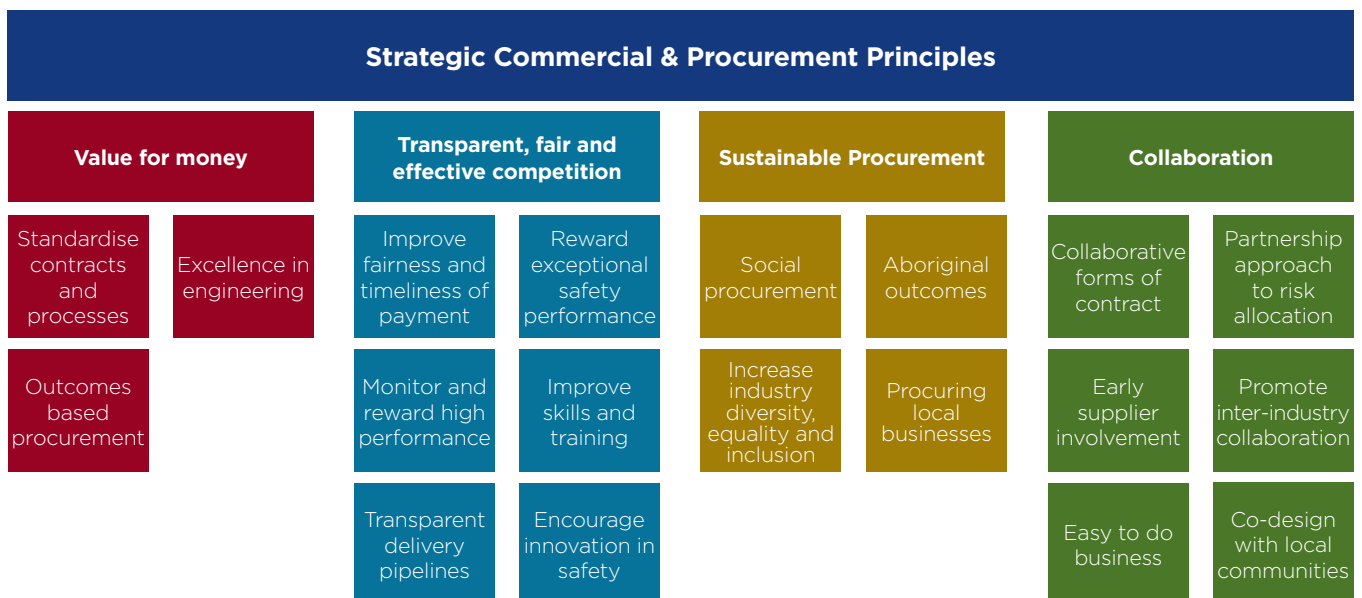 Strategic Commercial & Procurement Principles
Value for money
Standardise
contracts
and
processes
Excellence in
engineering
Outcomes
based
procurement
Transparent, fair and
effective competition
Improve
fairness and
timeliness of
payment
Reward
exceptional
safety
performance
Monitor and
reward high
performance
Improve
skills and
training
Transparent
delivery
pipelines
Encourage
innovation in
safety
Sustainable Procurement
Social
procurement
Aboriginal
outcomes
Increase
industry
diversity,
equality and
inclusion
Procuring
local
businesses
Collaboration
Collaborative
forms of
contract
Partnership
approach
to risk
allocation
Early
supplier
involvement
Promote
inter-industry
collaboration
Easy to do
business
Co-design
with local
communities